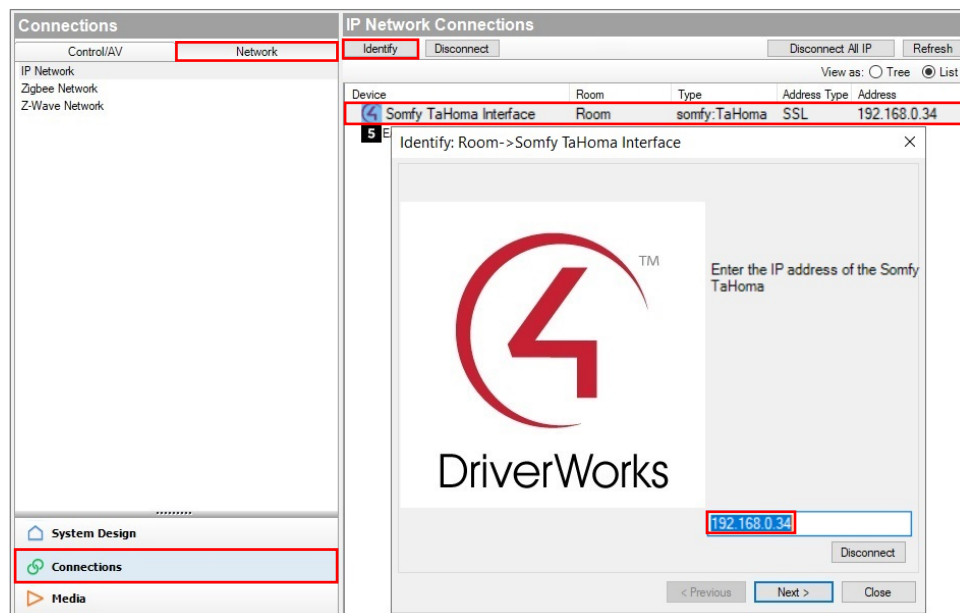 Connections
Control/AV
Network
IP Network
Zigbee Network
Z-Wave Network
System Design
Connections
Media
IP Network Connections
Identify
Disconnect
Disconnect All IP
Refresh
View as: Tree List
Device Room Type Address Type Address
4 Somfy TaHoma Interface Room somfy:TaHoma SSL 192.168.0.34
5 E
Identify: Room->Somfy TaHoma Interface
4 TM
DriverWorks
Enter the IP address of the Somfy
TaHoma
192.168.0.34
Disconnect
< Previous
Next >
Close